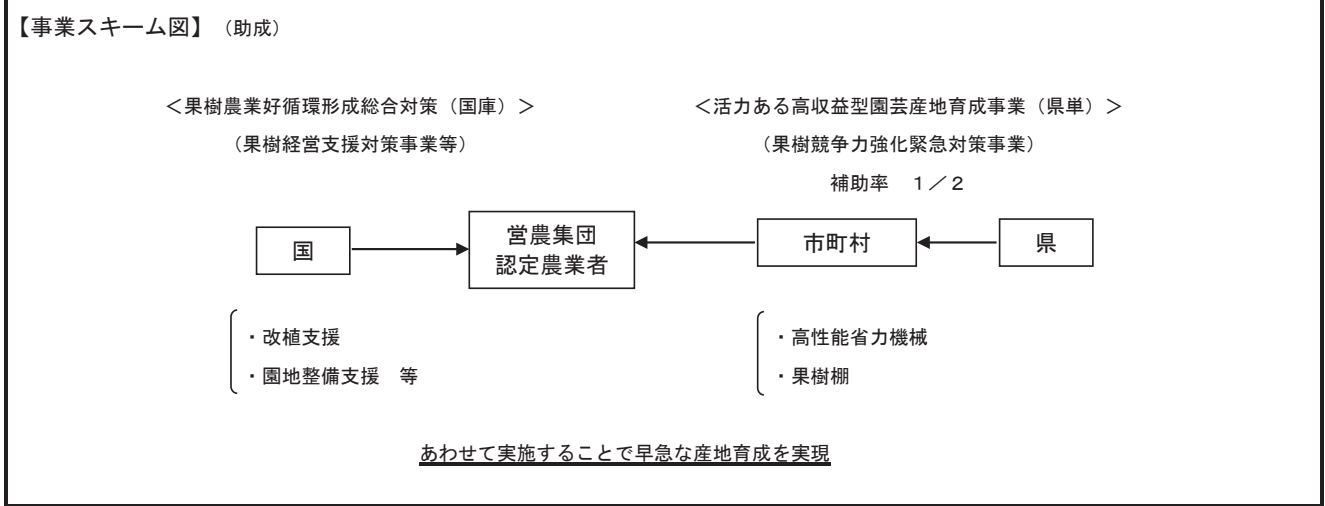 【事業スキーム図】（助成）
＜果樹農業好循環形成総合対策（国庫）＞
（果樹経営支援対策事業等）
＜活力ある高収益型園芸産地育成事業（県単）＞
（果樹競争力強化緊急対策事業）
補助率　１／２
国
営農集団
認定農業者
市町村
県
・改植支援
・園地整備支援　等
・高性能省力機械
・果樹棚
あわせて実施することで早急な産地育成を実現